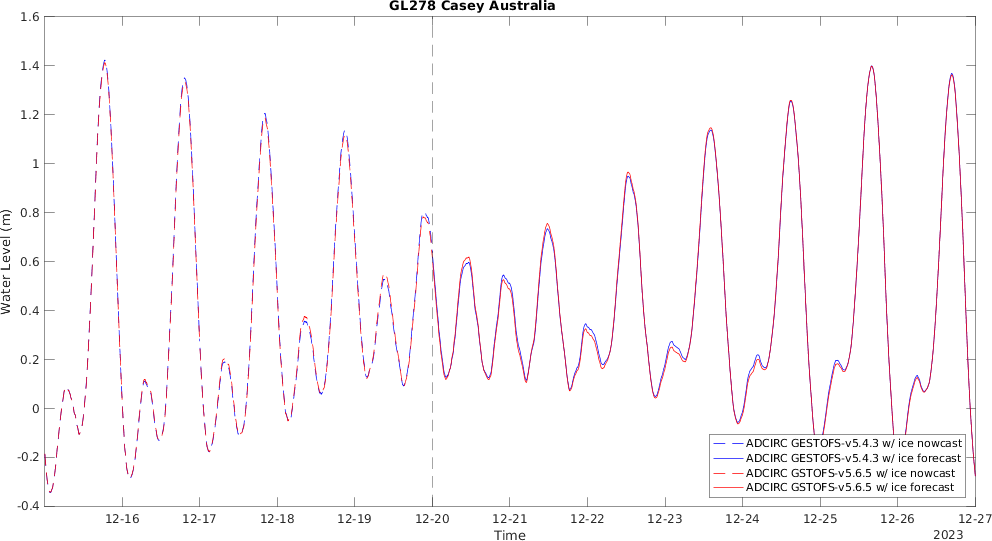 GL278 Casey Australia
1.6
1.4
1.2
1
0.8
0.6
0.4
0.2
0
-0.2
-0.4
Water Level (m)
ADCIRC GESTOFS-v5.4.3 w/ ice nowcast
ADCIRC GESTOFS-v5.4.3 w/ ice forecast
ADCIRC GSTOFS-v5.6.5 w/ ice nowcast
ADCIRC GSTOFS-v5.6.5 w/ ice forecast
12-16 12-17 12-18 12-19 12-20 12-21 12-22 12-23 12-24 12-25 12-26 12-27
Time
2023